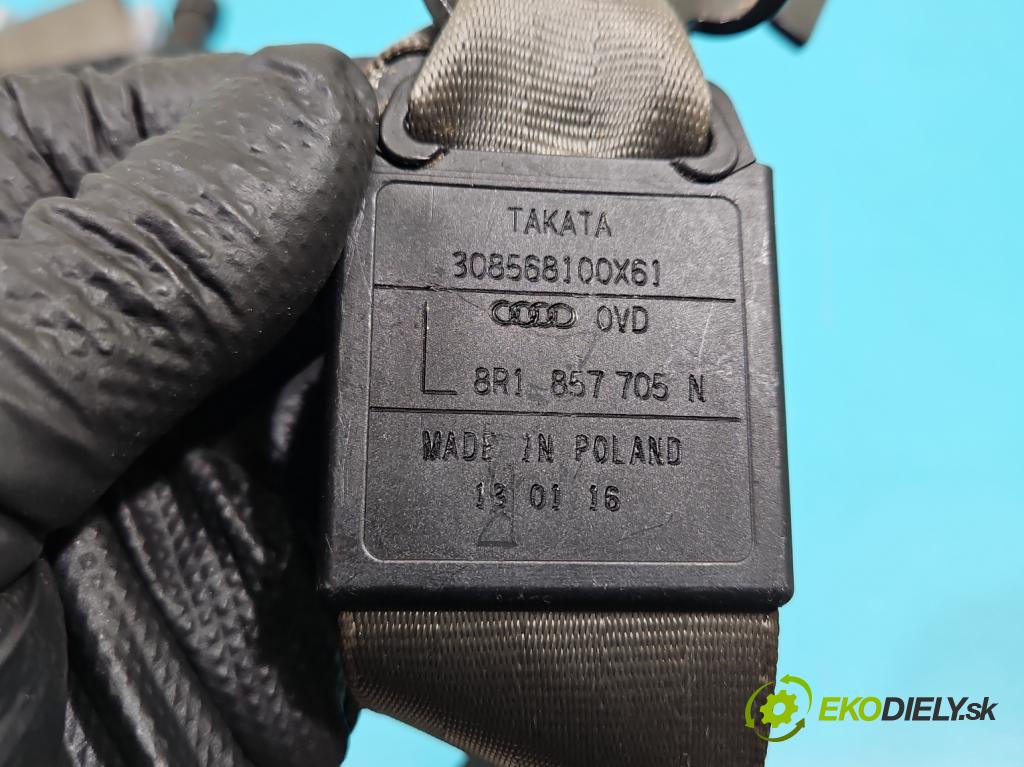 TAKATA
308568100X61
OVD
L 8R1 857 705 N
MADE IN POLAND
13 01 16
EKODIELY.sk